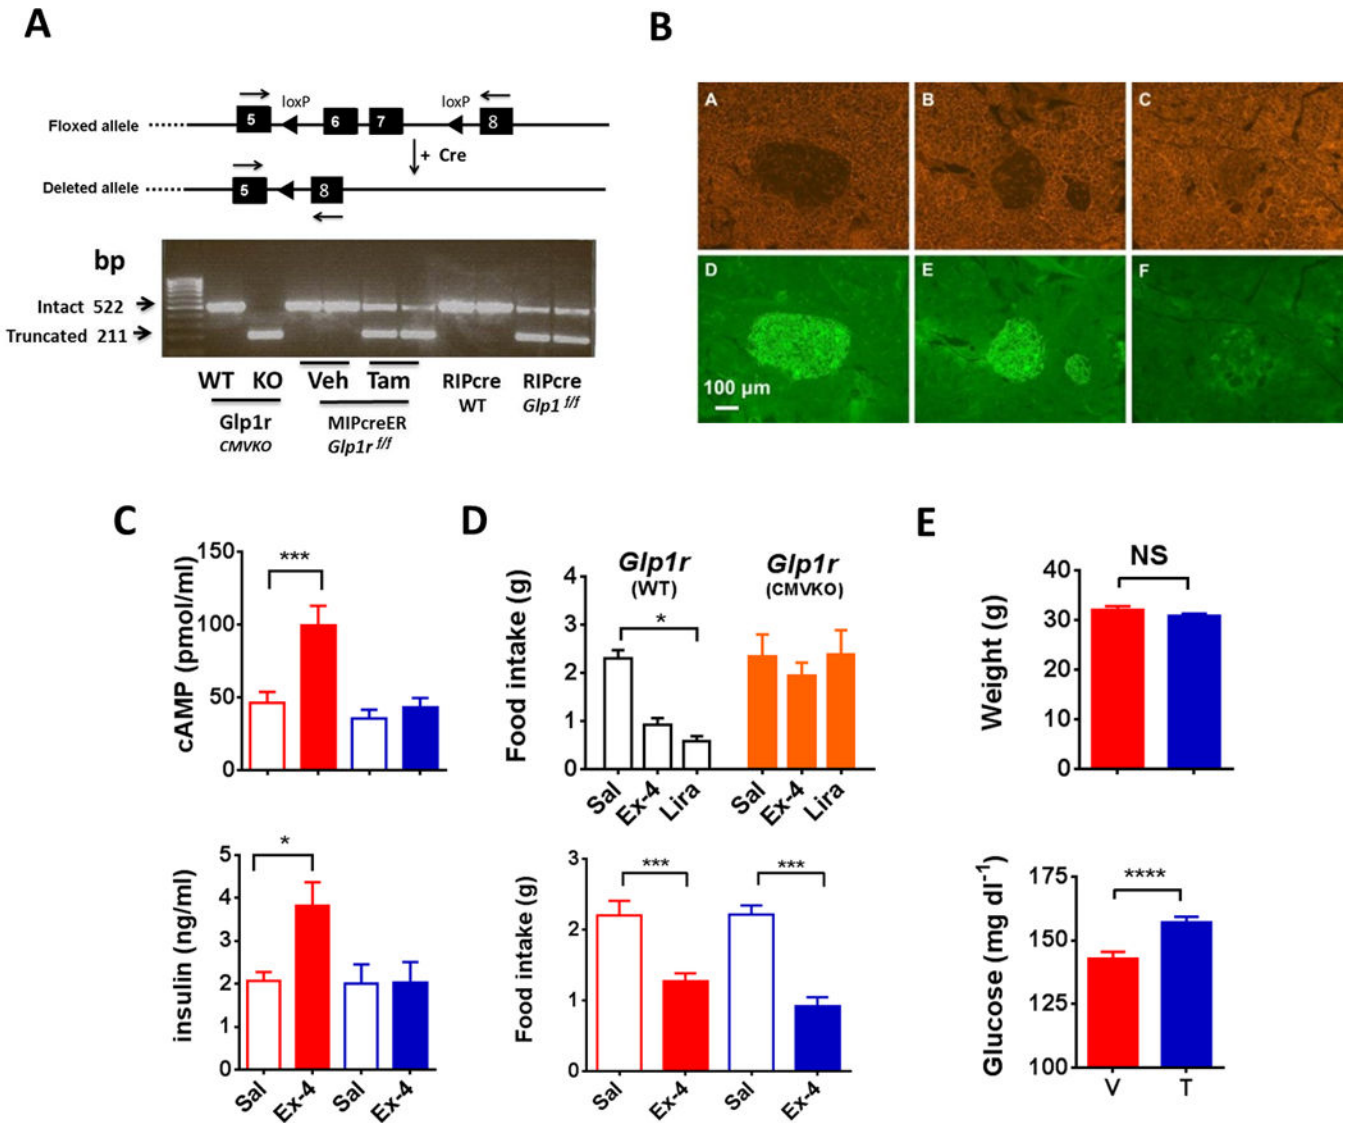 A
loxP
loxP
5
6
7
8
Floxed allele
+ Cre
Deleted allele
5
8
bp
Intact 522
Truncated 211
WT KO
Veh Tam
RIPcre
WT
RIPcre
Glp1 f/f
Glp1r
CMVKO
MIPcreER
Glp1r f/f
B
A
B
C
D
E
F
100 µm
C
150
100
50
0
cAMP (pmol/ml)
***
5
4
3
2
1
0
insulin (ng/ml)
*
Sal
Ex-4
Sal
Ex-4
D
Glp1r
(WT)
Glp1r
(CMVKO)
4
3
2
1
0
Food intake (g)
*
Sal
Ex-4
Lira
Sal
Ex-4
Lira
3
2
1
0
Food intake (g)
***
***
Sal
Ex-4
Sal
Ex-4
E
NS
40
30
20
10
0
Weight (g)
175
150
125
100
Glucose (mg dl-1)
****
V
T